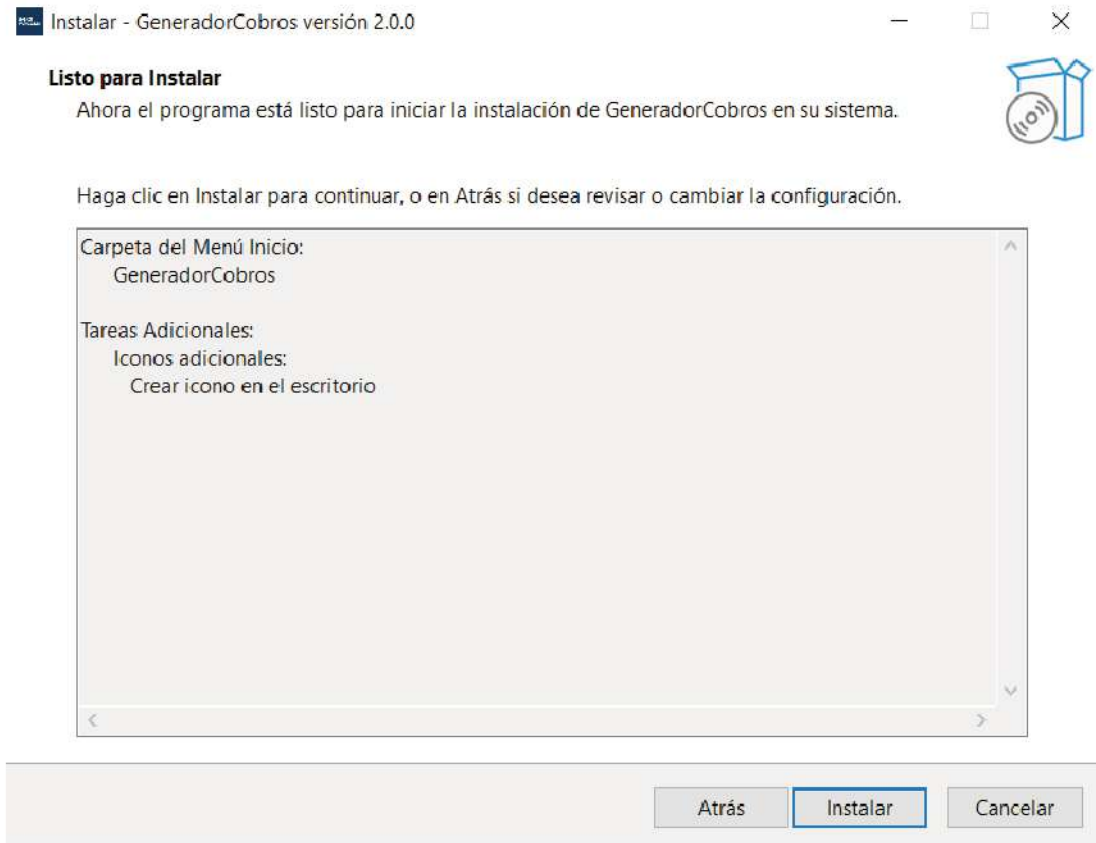 Instalar - GeneradorCobros versión 2.0.0
Listo para Instalar
Ahora el programa está listo para iniciar la instalación de GeneradorCobros en su sistema.
Haga clic en Instalar para continuar, o en Atrás si desea revisar o cambiar la configuración.
Carpeta del Menú Inicio:
GeneradorCobros
Tareas Adicionales:
Iconos adicionales:
Crear icono en el escritorio
Atrás
Instalar
Cancelar